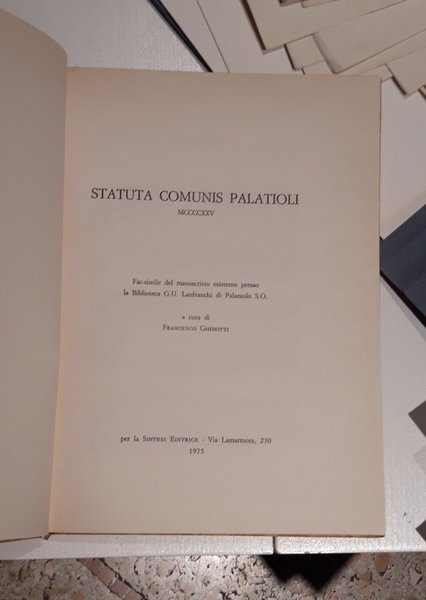 STATUTA COMUNIS PALATIOLI
MCCCCXXV
Fac-simile del manoscritto esistente presso
la Biblioteca G.U. Lanfranchi di Palazzolo S.O.
a cura di
FRANCESCO GHIDOTTI
per la SINTESI EDITRICE - Via Lamarmora, 230
1975